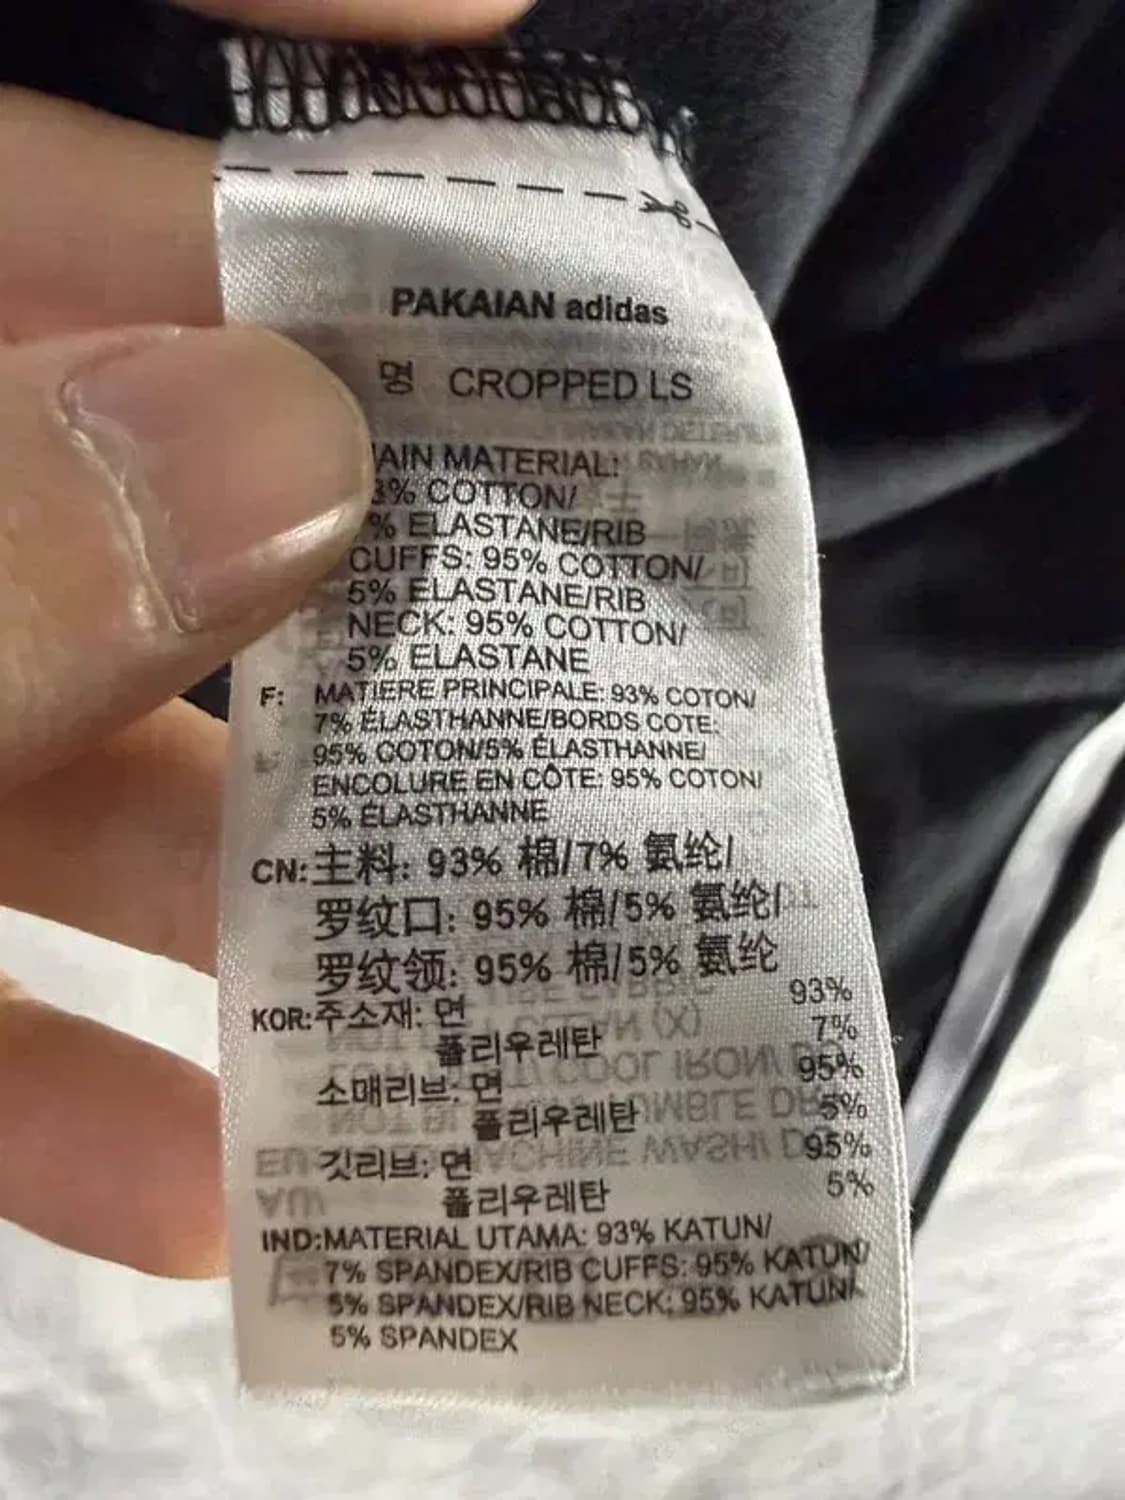 PAKAIAN adidas
명 CROPPED LS
AIN MATERIAL:
3% COTTON/
% ELASTANE/RIB
CUFFS: 95% COTTON/
5% ELASTANE/RIB
NECK: 95% COTTON/
5% ELASTANE
F: MATIÈRE PRINCIPALE: 93% COTON/
7% ÉLASTHANNE/BORDS CÔTE:
95% COTON/5% ÉLASTHANNE/
ENCOLURE EN CÔTE: 95% COTON/
5% ÉLASTHANNE
CN: 主料: 93% 棉/7% 氨纶/
罗纹口: 95% 棉/5% 氨纶/
罗纹领: 95% 棉/5% 氨纶
KOR: 주소재: 면 93%
폴리우레탄 7%
소매리브: 면 95%
폴리우레탄 5%
깃리브: 면 95%
폴리우레탄 5%
IND: MATERIAL UTAMA: 93% KATUN/
7% SPANDEX/RIB CUFFS: 95% KATUN/
5% SPANDEX/RIB NECK: 95% KATUN/
5% SPANDEX